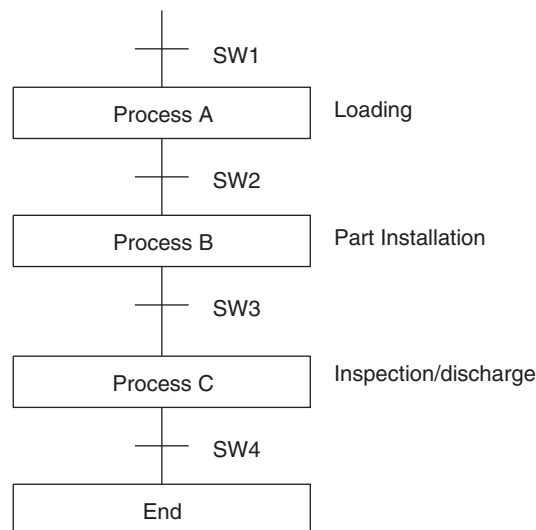 SW1
Process A
Loading
SW2
Process B
Part Installation
SW3
Process C
Inspection/discharge
SW4
End